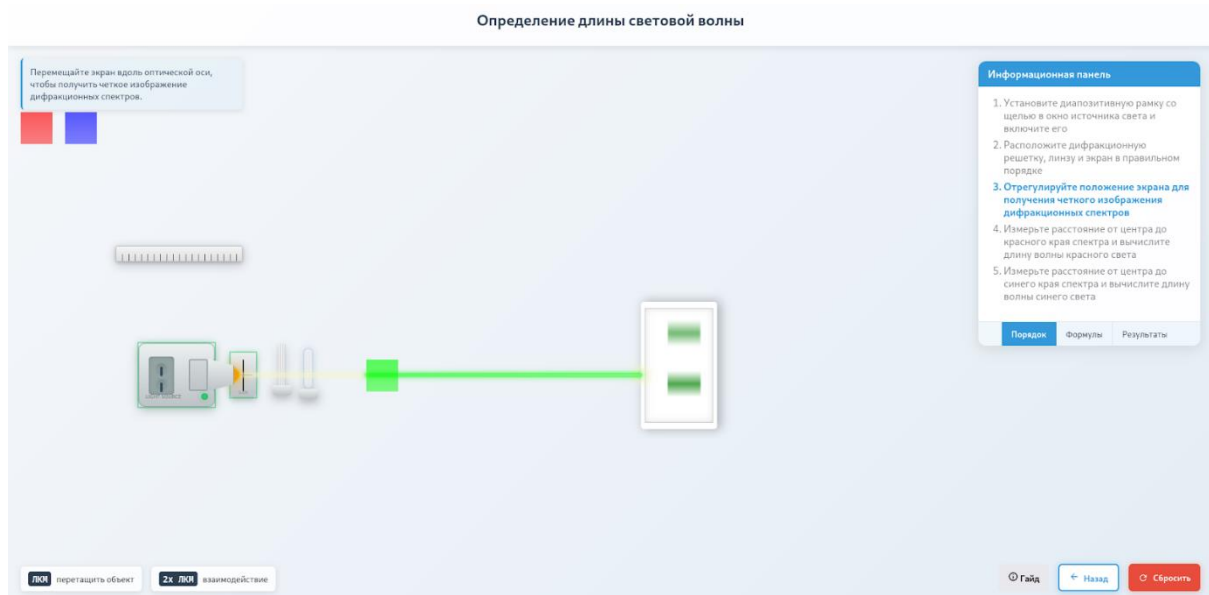 Определение длины световой волны
Перемещайте экран вдоль оптической оси,
чтобы получить четкое изображение
дифракционных спектров.
Информационная панель
1. Установите диапозитивную рамку со
щелью в окно источника света и
включите его
2. Расположите дифракционную
решетку, линзу и экран в правильном
порядке
3. Отрегулируйте положение экрана для
получения четкого изображения
дифракционных спектров
4. Измерьте расстояние от центра до
красного края спектра и вычислите
длину волны красного света
5. Измерьте расстояние от центра до
синего края спектра и вычислите длину
волны синего света
Порядок Формулы Результаты
LIGHT SOURCE
ЛКМ перетащить объект 2x ЛКМ взаимодействие
Гайд ← Назад Сбросить